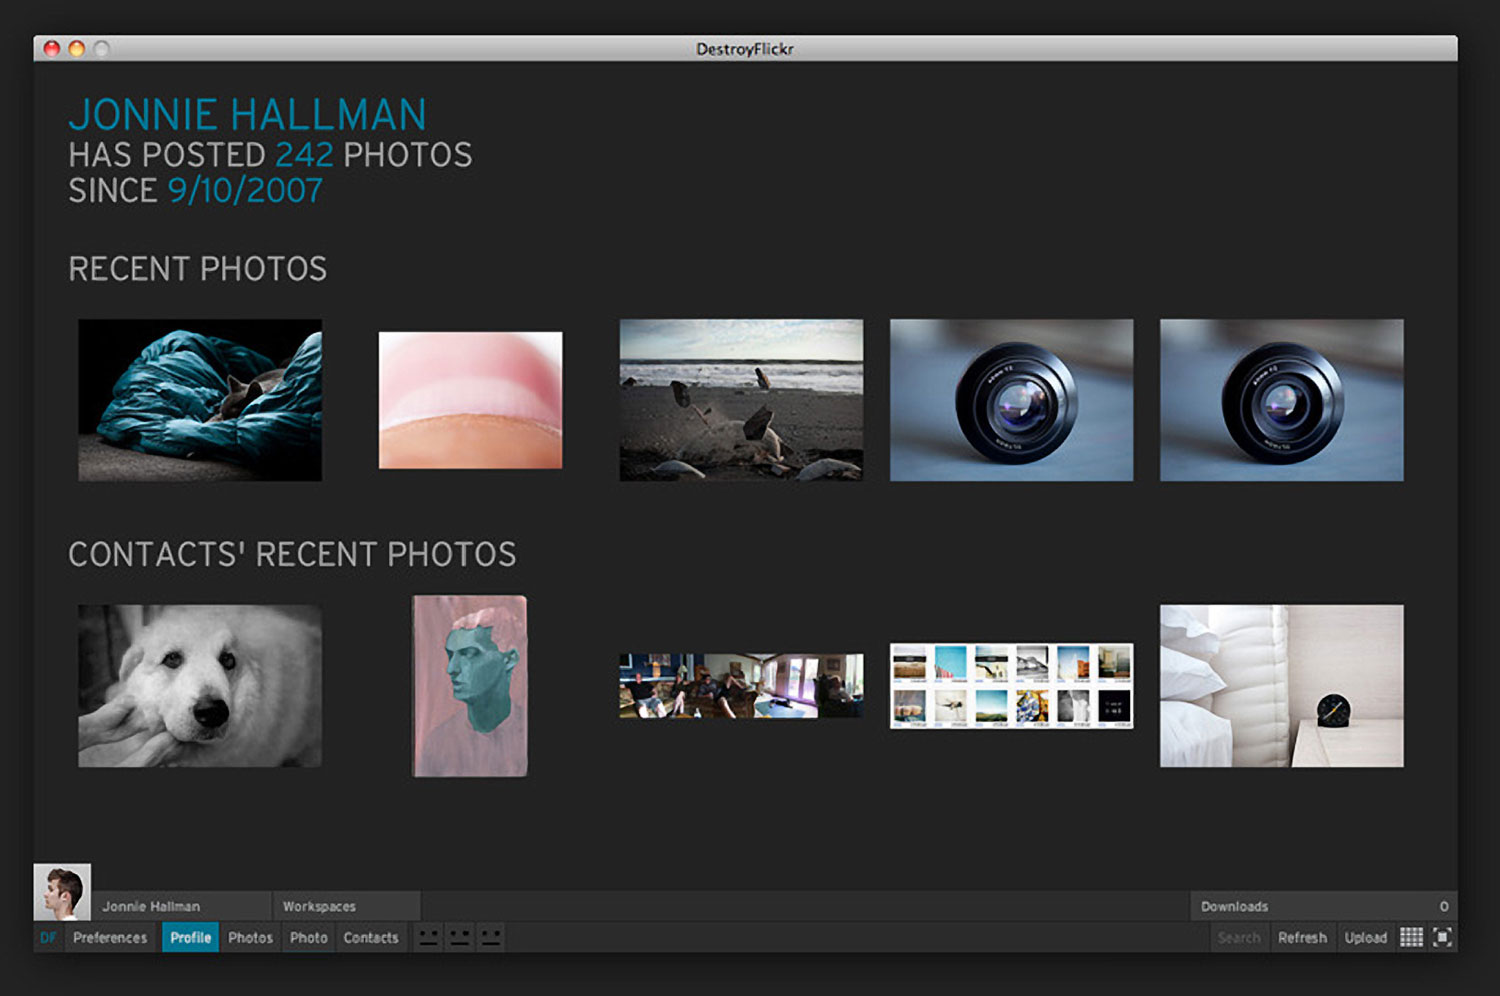 DestroyFlickr
JONNIE HALLMAN
HAS POSTED 242 PHOTOS
SINCE 9/10/2007
RECENT PHOTOS
CONTACTS' RECENT PHOTOS
Jonnie Hallman
Workspaces
Downloads
0
DF
Preferences
Profile
Photos
Photo
Contacts
Search
Refresh
Upload